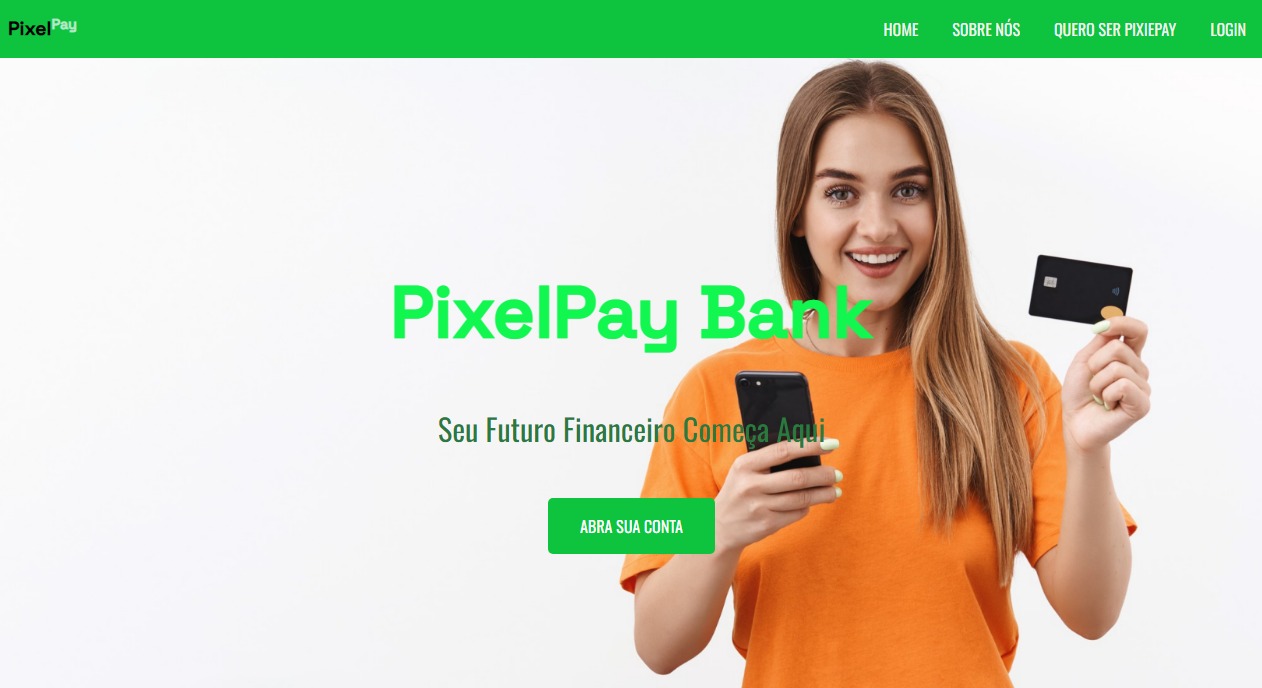 PixelPay
HOME
SOBRE NÓS
QUERO SER PIXIEPAY
LOGIN
PixelPay Bank
Seu Futuro Financeiro Começa Aqui
ABRA SUA CONTA